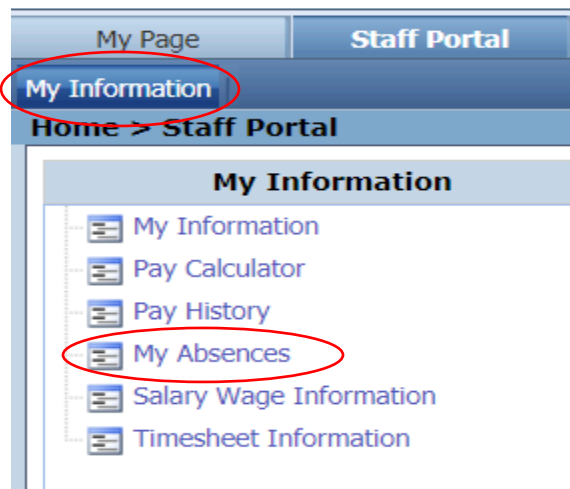 My Page Staff Portal
My Information
Home > Staff Portal
My Information
My Information
Pay Calculator
Pay History
My Absences
Salary Wage Information
Timesheet Information